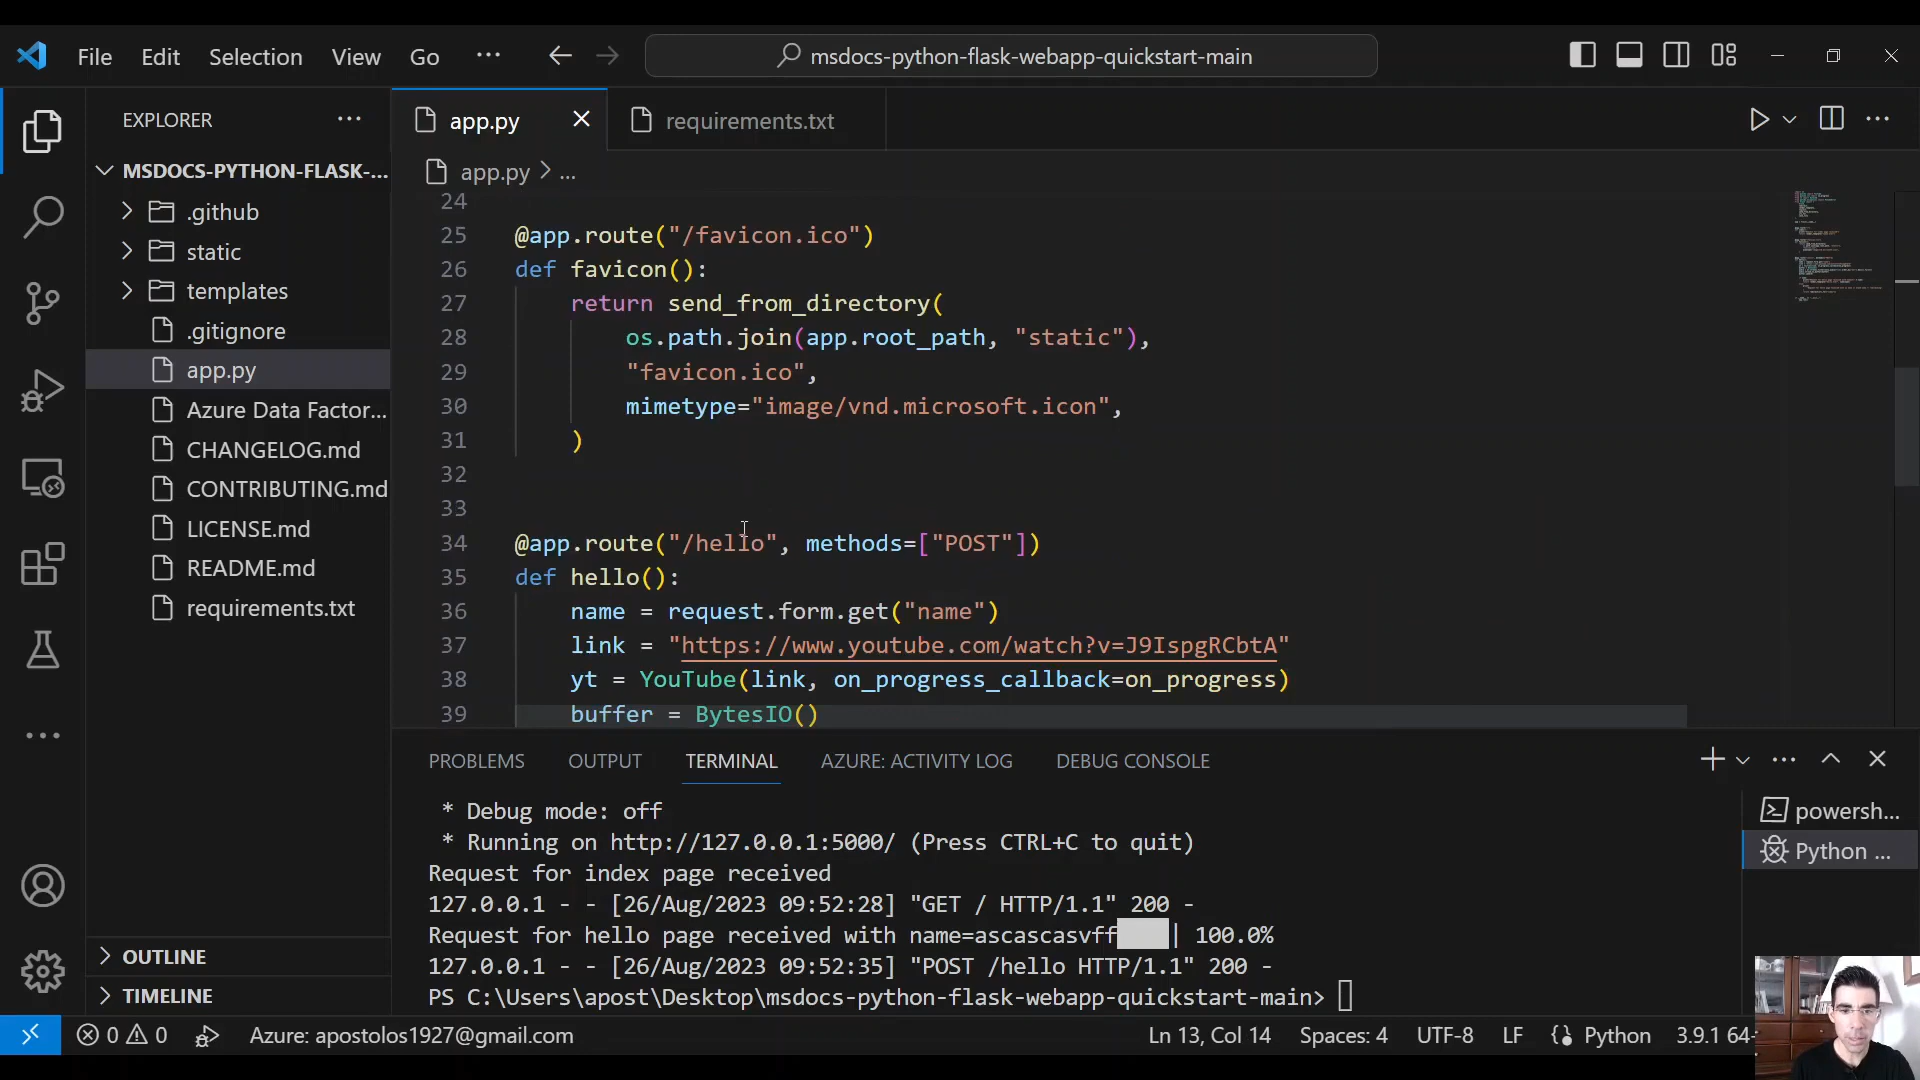 File Edit Selection View Go ··· msdocs-python-flask-webapp-quickstart-main
EXPLORER ···
MSDOCS-PYTHON-FLASK-...
.github
static
templates
.gitignore
app.py
Azure Data Factor...
CHANGELOG.md
CONTRIBUTING.md
LICENSE.md
README.md
requirements.txt
OUTLINE
TIMELINE
app.py requirements.txt
app.py > ...
24
25 @app.route("/favicon.ico")
26 def favicon():
27 return send_from_directory(
28 os.path.join(app.root_path, "static"),
29 "favicon.ico",
30 mimetype="image/vnd.microsoft.icon",
31 )
32
33
34 @app.route("/hello", methods=["POST"])
35 def hello():
36 name = request.form.get("name")
37 link = "https://www.youtube.com/watch?v=J9IspgRCbtA"
38 yt = YouTube(link, on_progress_callback=on_progress)
39 buffer = BytesIO()
PROBLEMS OUTPUT TERMINAL AZURE: ACTIVITY LOG DEBUG CONSOLE
* Debug mode: off
* Running on http://127.0.0.1:5000/ (Press CTRL+C to quit)
Request for index page received
127.0.0.1 - - [26/Aug/2023 09:52:28] "GET / HTTP/1.1" 200 -
Request for hello page received with name=ascascasvff | 100.0%
127.0.0.1 - - [26/Aug/2023 09:52:35] "POST /hello HTTP/1.1" 200 -
PS C:\Users\apost\Desktop\msdocs-python-flask-webapp-quickstart-main>
powersh...
Python ...
0 0 Azure: apostolos1927@gmail.com Ln 13, Col 14 Spaces: 4 UTF-8 LF Python 3.9.1 64-